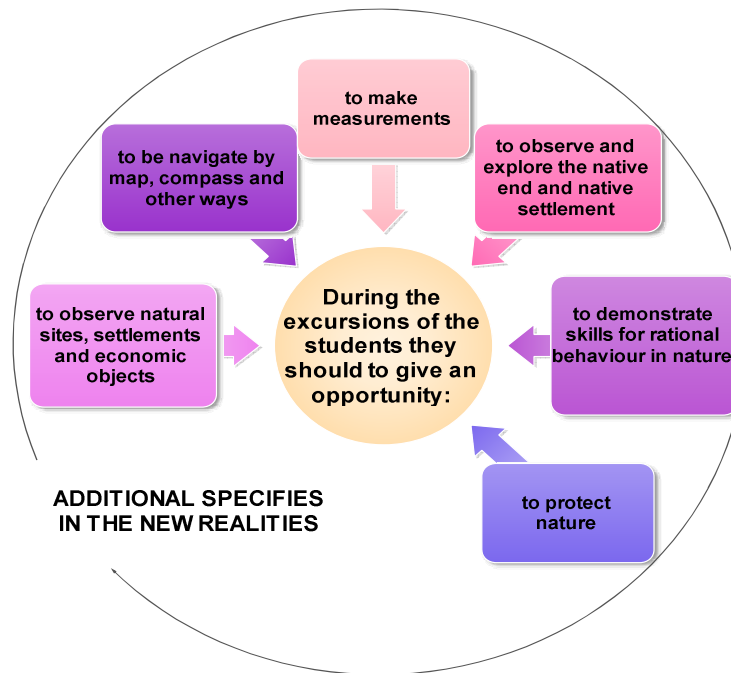 to make
measurements
to be navigate by
map, compass and
other ways
to observe and
explore the native
end and native
settlement
to observe natural
sites, settlements
and economic
objects
During the
excursions of the
students they
should to give an
opportunity:
to demonstrate
skills for rational
behaviour in nature
to protect
nature
ADDITIONAL SPECIFIES
IN THE NEW REALITIES